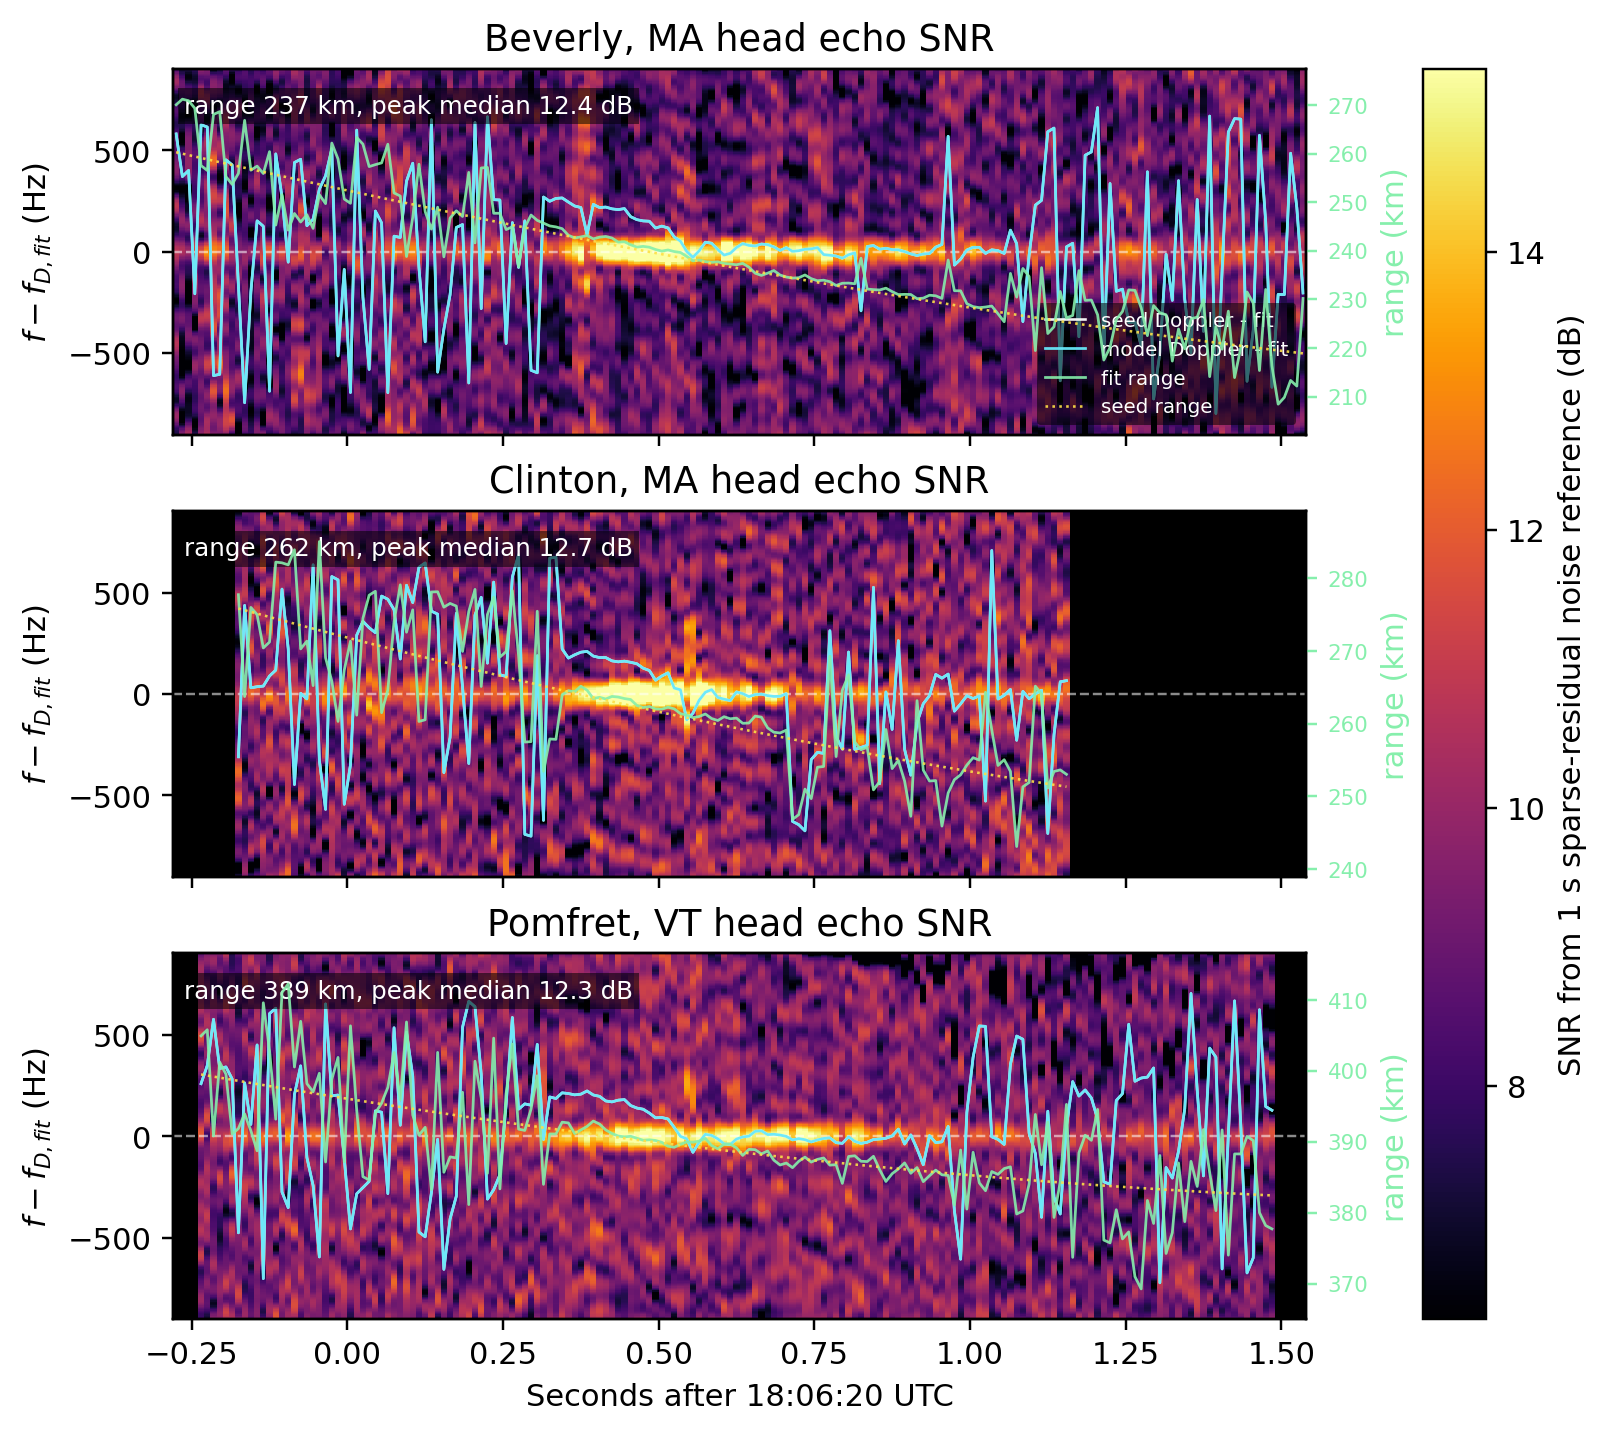 Beverly, MA head echo SNR
range 237 km, peak median 12.4 dB
f − f_{D, fit} (Hz)
500
0
−500
270
260
250
240
230
220
210
range (km)
seed Doppler - fit
model Doppler - fit
fit range
seed range
Clinton, MA head echo SNR
range 262 km, peak median 12.7 dB
f − f_{D, fit} (Hz)
500
0
−500
280
270
260
250
240
range (km)
Pomfret, VT head echo SNR
range 389 km, peak median 12.3 dB
f − f_{D, fit} (Hz)
500
0
−500
410
400
390
380
370
range (km)
−0.25 0.00 0.25 0.50 0.75 1.00 1.25 1.50
Seconds after 18:06:20 UTC
14
12
10
8
SNR from 1 s sparse-residual noise reference (dB)